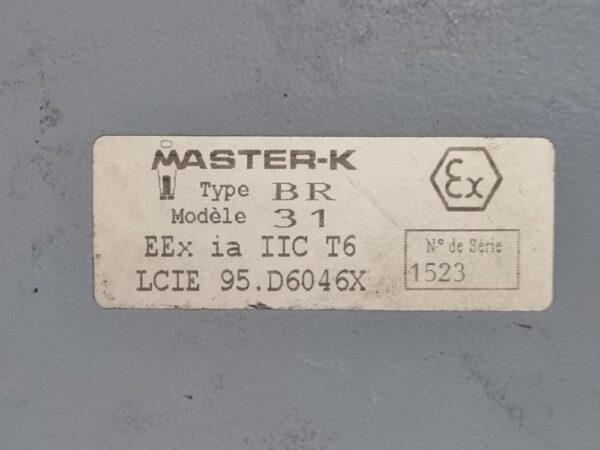 MASTER-K
Type BR
Modèle 31
EEx ia IIC T6
LCIE 95.D6046X
Ex
N° de Série
1523